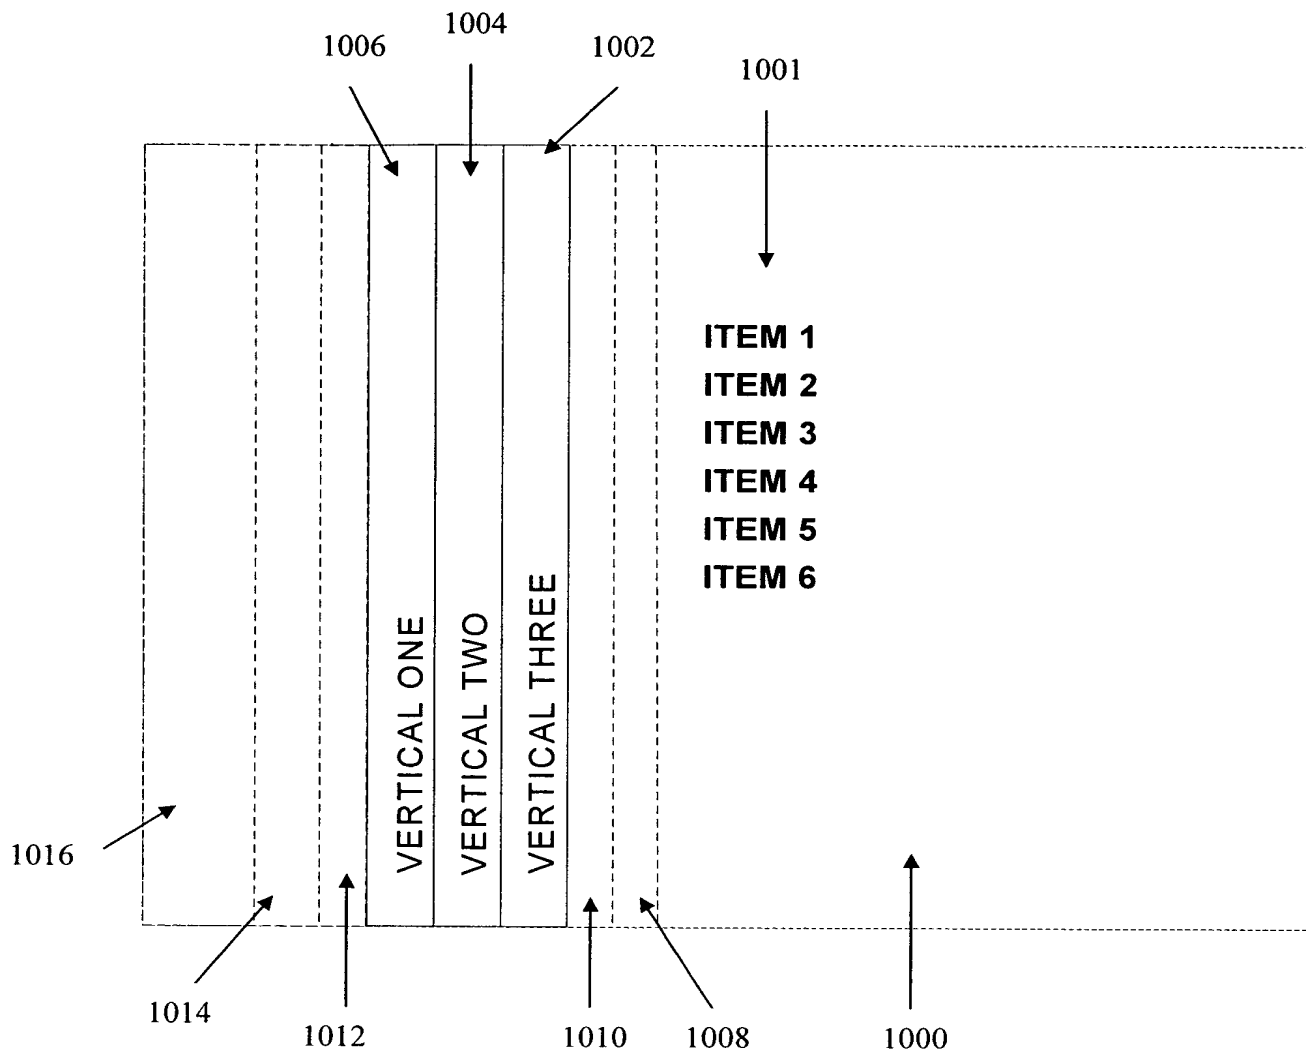 1006
1004
1002
1001
ITEM 1
ITEM 2
ITEM 3
ITEM 4
ITEM 5
ITEM 6
VERTICAL ONE
VERTICAL TWO
VERTICAL THREE
1016
1014
1012
1010
1008
1000